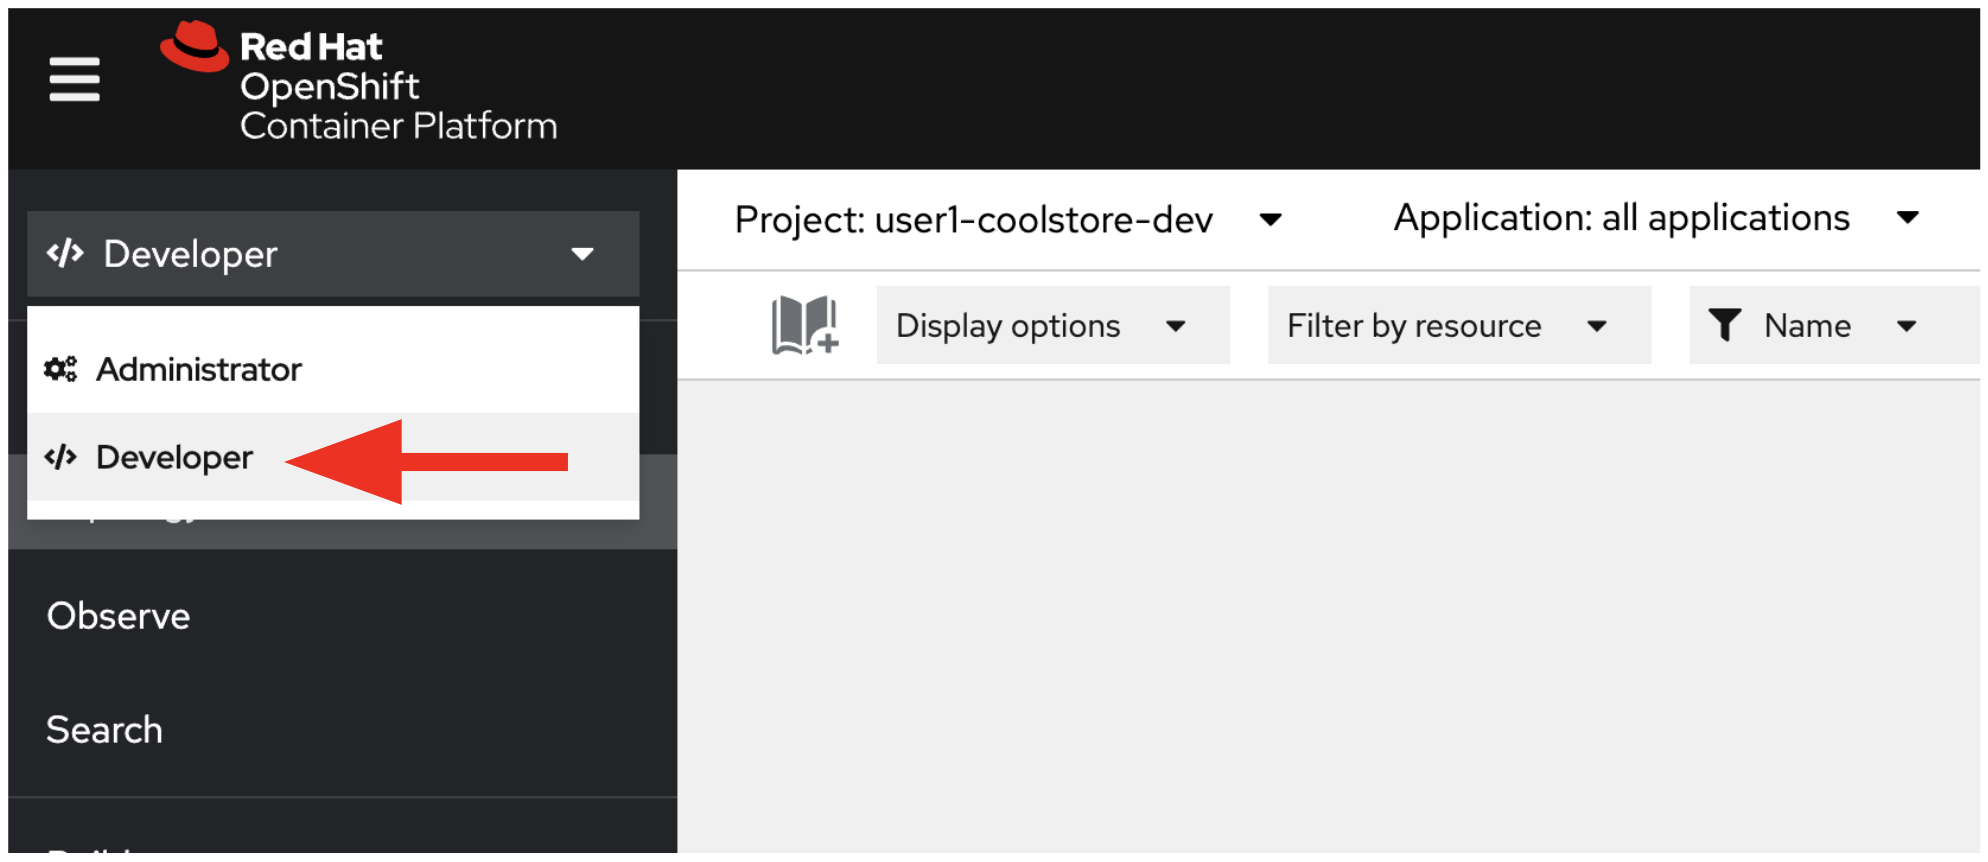 Red Hat
OpenShift
Container Platform
</> Developer
Administrator
</> Developer
Observe
Search
Project: user1-coolstore-dev
Application: all applications
Display options
Filter by resource
Name